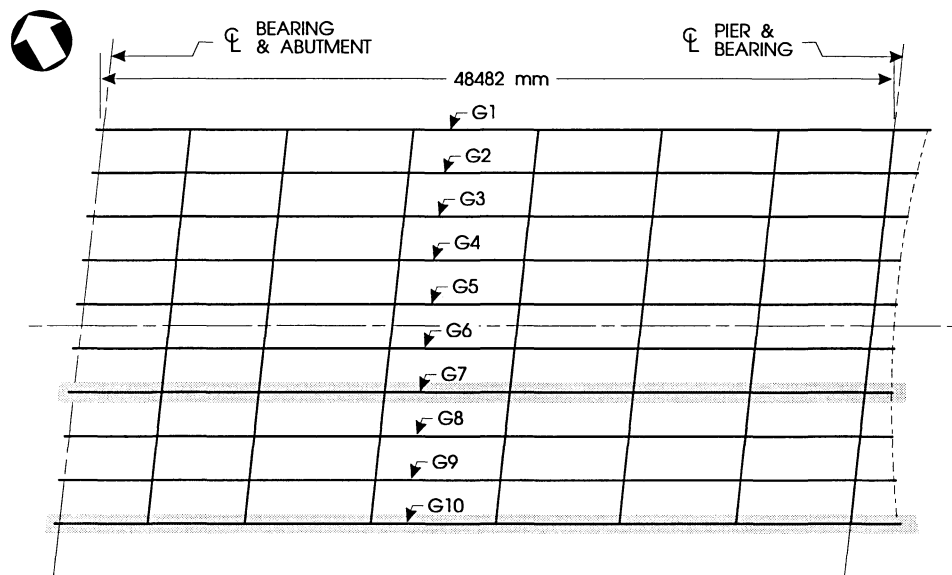 ℄ BEARING
& ABUTMENT
℄ PIER &
BEARING
48482 mm
G1
G2
G3
G4
G5
G6
G7
G8
G9
G10